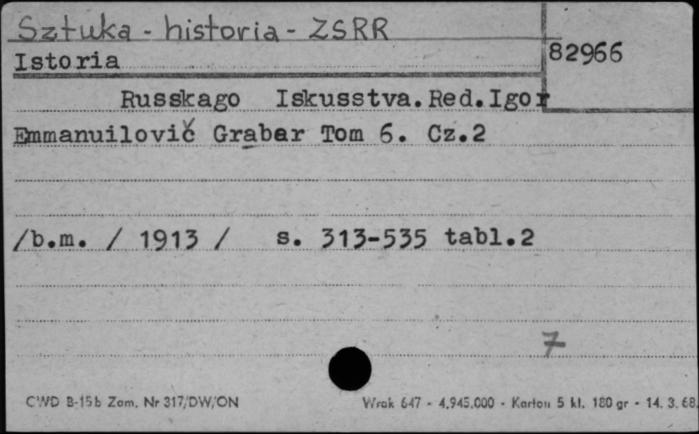 Sztuka - historia - ZSRR
Istoria
82966
Russkago Iskusstva. Red. Igor
Emmanuilovič Grabar Tom 6. Cz.2
/b.m. / 1913 / s. 313-535 tabl.2
7
CWD B-15b Zam. Nr 317/DW/ON
Wrak 647 - 4.945.000 - Karton 5 kl. 180 gr - 14. 3. 68.